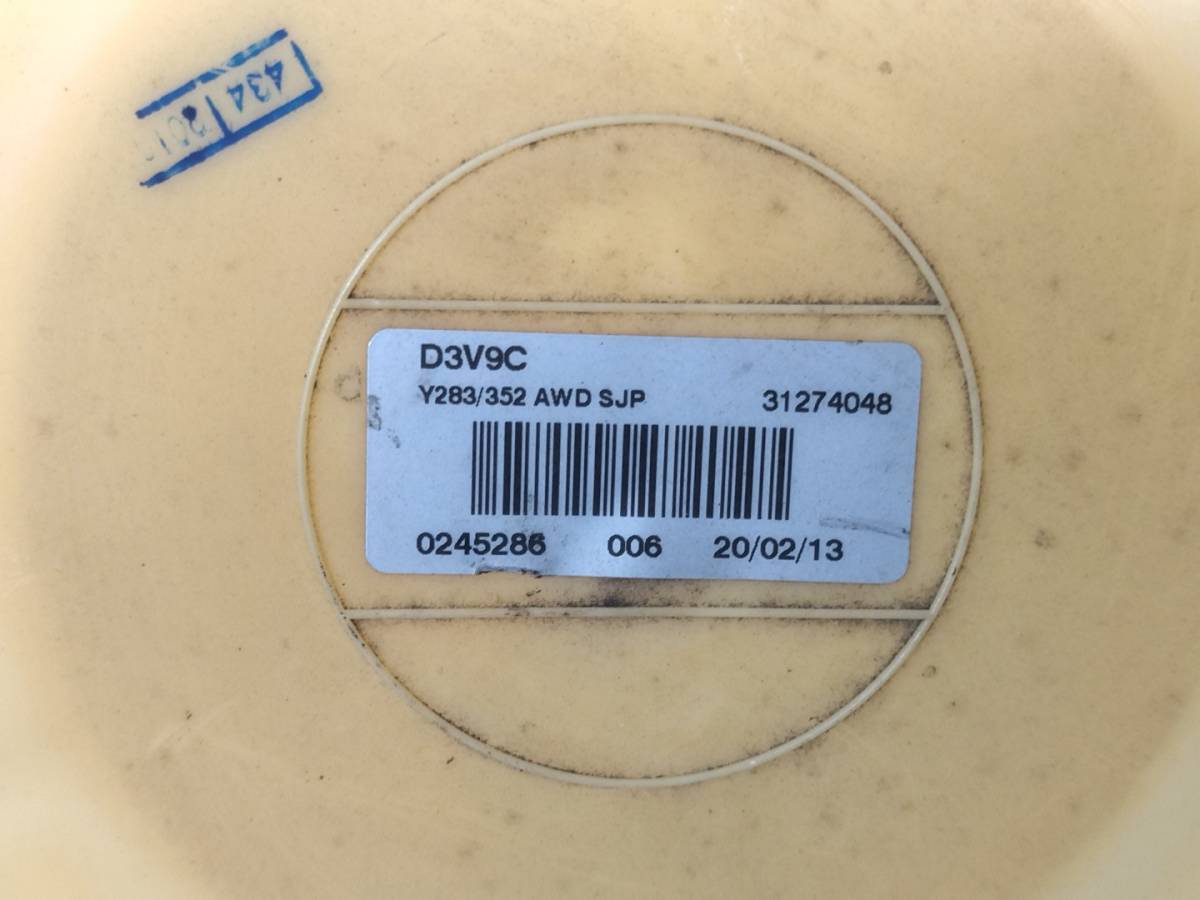 434
D3V9C
Y283/352 AWD SJP 31274048
0245286 006 20/02/13